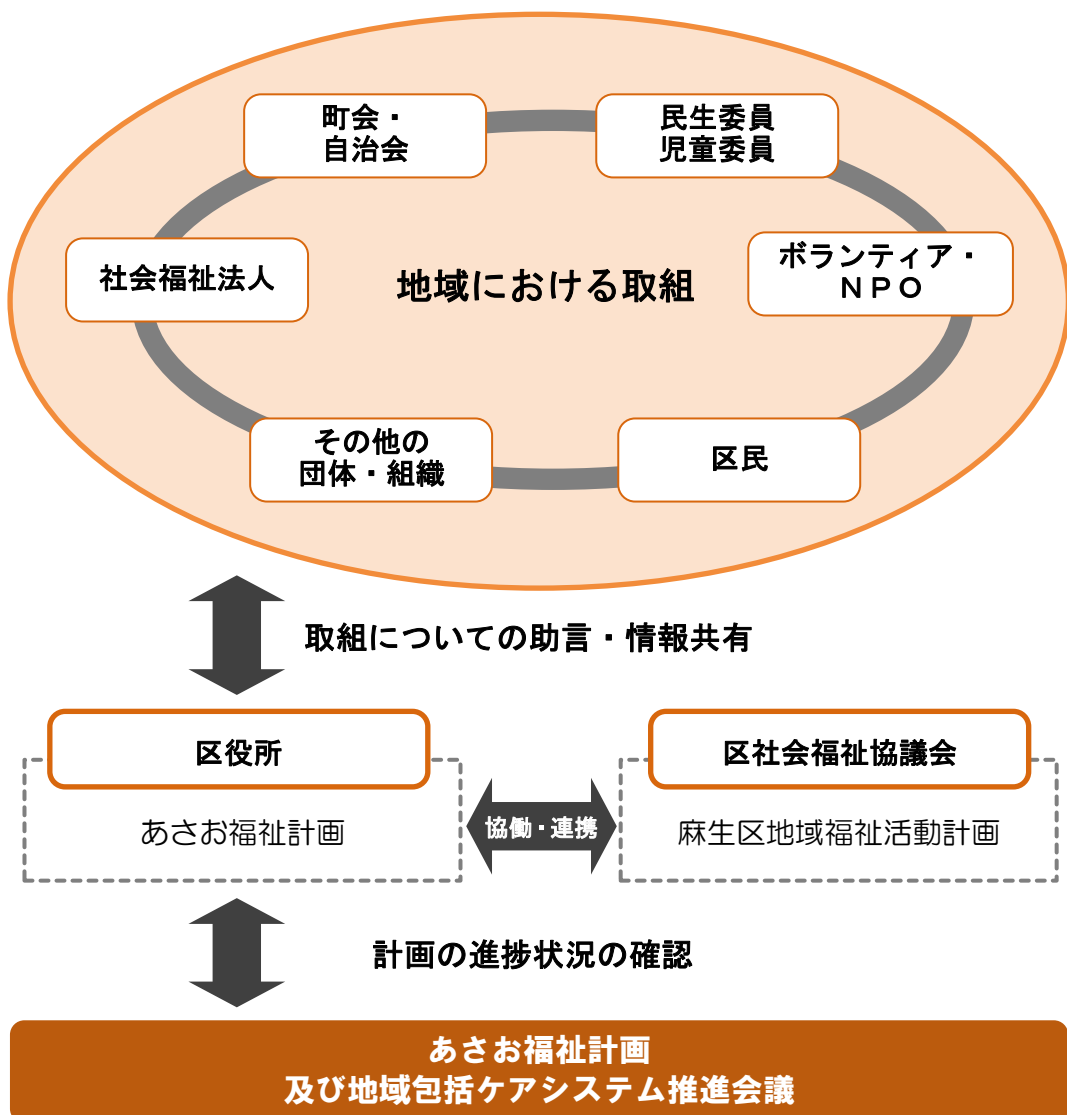 町会・
自治会
民生委員
児童委員
社会福祉法人
地域における取組
ボランティア・
ＮＰＯ
その他の
団体・組織
区民
取組についての助言・情報共有
区役所
区社会福祉協議会
あさお福祉計画
協働・連携
麻生区地域福祉活動計画
計画の進捗状況の確認
あさお福祉計画
及び地域包括ケアシステム推進会議